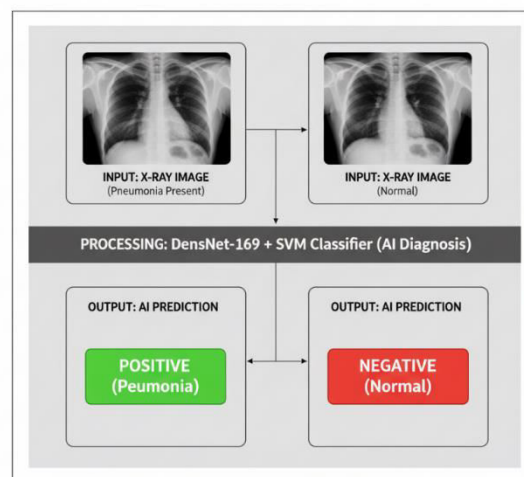 INPUT: X-RAY IMAGE
(Pneumonia Present)
INPUT: X-RAY IMAGE
(Normal)
PROCESSING: DensNet-169 + SVM Classifier (AI Diagnosis)
OUTPUT: AI PREDICTION
POSITIVE
(Peumonia)
OUTPUT: AI PREDICTION
NEGATIVE
(Normal)